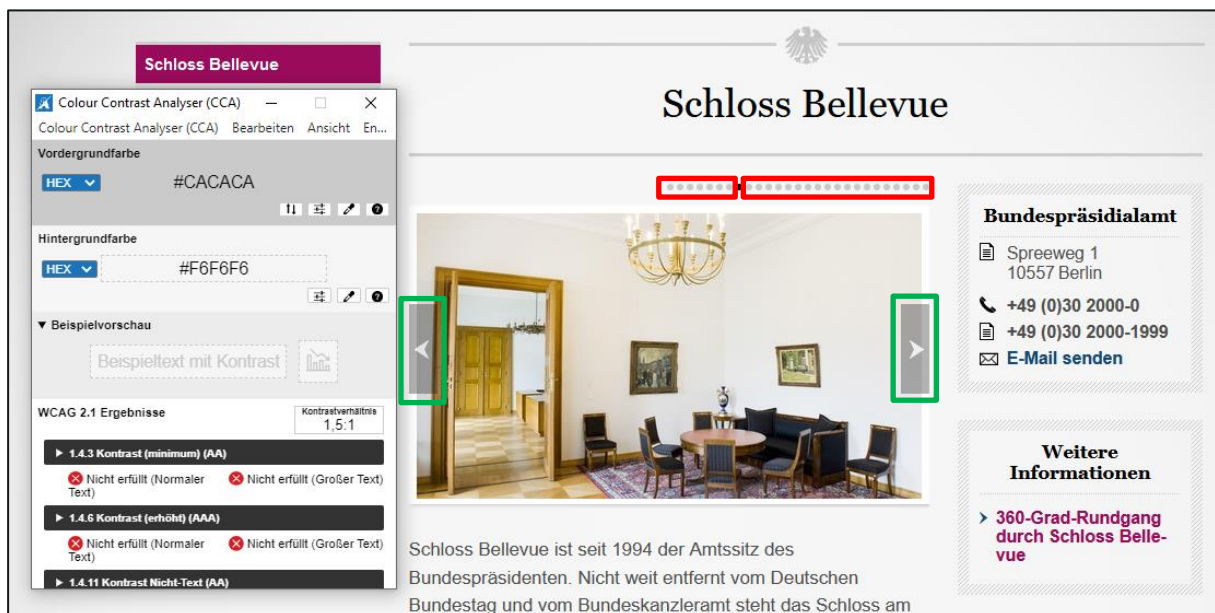 Schloss Bellevue
Colour Contrast Analyser (CCA)
Colour Contrast Analyser (CCA) Bearbeiten Ansicht En...
Vordergrundfarbe
HEX #CACACA
Hintergrundfarbe
HEX #F6F6F6
▼ Beispielvorschau
Beispieltext mit Kontrast
WCAG 2.1 Ergebnisse
Kontrastverhältnis
1,5:1
1.4.3 Kontrast (minimum) (AA)
Nicht erfüllt (Normaler Text)
Nicht erfüllt (Großer Text)
1.4.6 Kontrast (erhöht) (AAA)
Nicht erfüllt (Normaler Text)
Nicht erfüllt (Großer Text)
1.4.11 Kontrast Nicht-Text (AA)
Schloss Bellevue
Schloss Bellevue ist seit 1994 der Amtssitz des
Bundespräsidenten. Nicht weit entfernt vom Deutschen
Bundestag und vom Bundeskanzleramt steht das Schloss am
Bundespräsidialamt
Spreeweg 1
10557 Berlin
+49 (0)30 2000-0
+49 (0)30 2000-1999
E-Mail senden
Weitere
Informationen
360-Grad-Rundgang
durch Schloss Belle-
vue